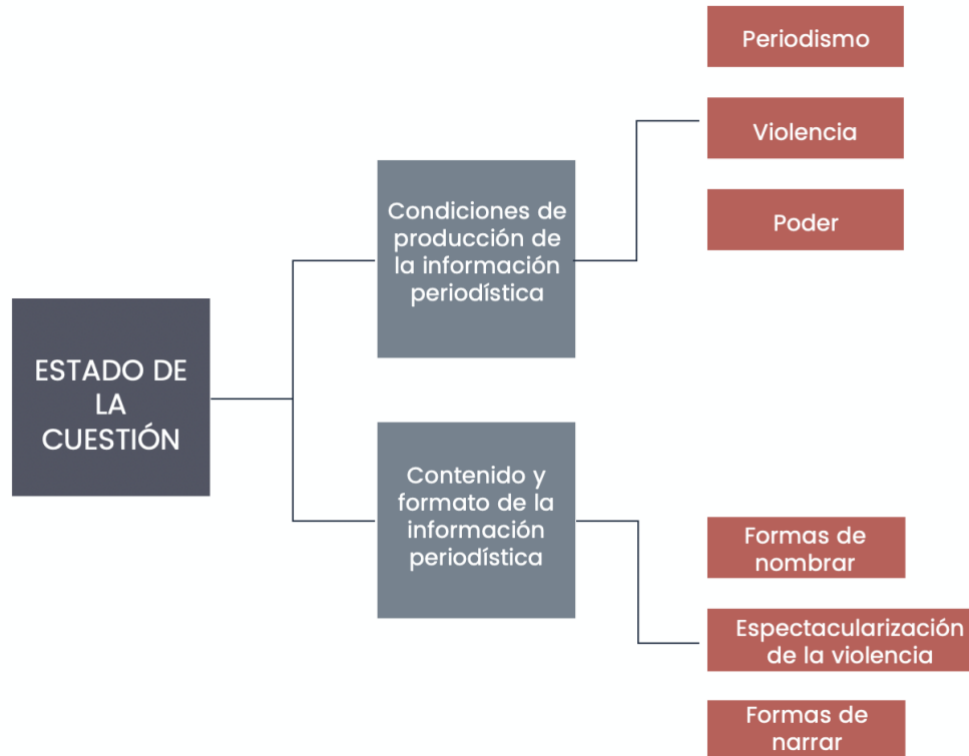 ESTADO DE
LA
CUESTIÓN
Condiciones de
producción de
la información
periodística
Periodismo
Violencia
Poder
Contenido y
formato de la
información
periodística
Formas de
nombrar
Espectacularización
de la violencia
Formas de
narrar